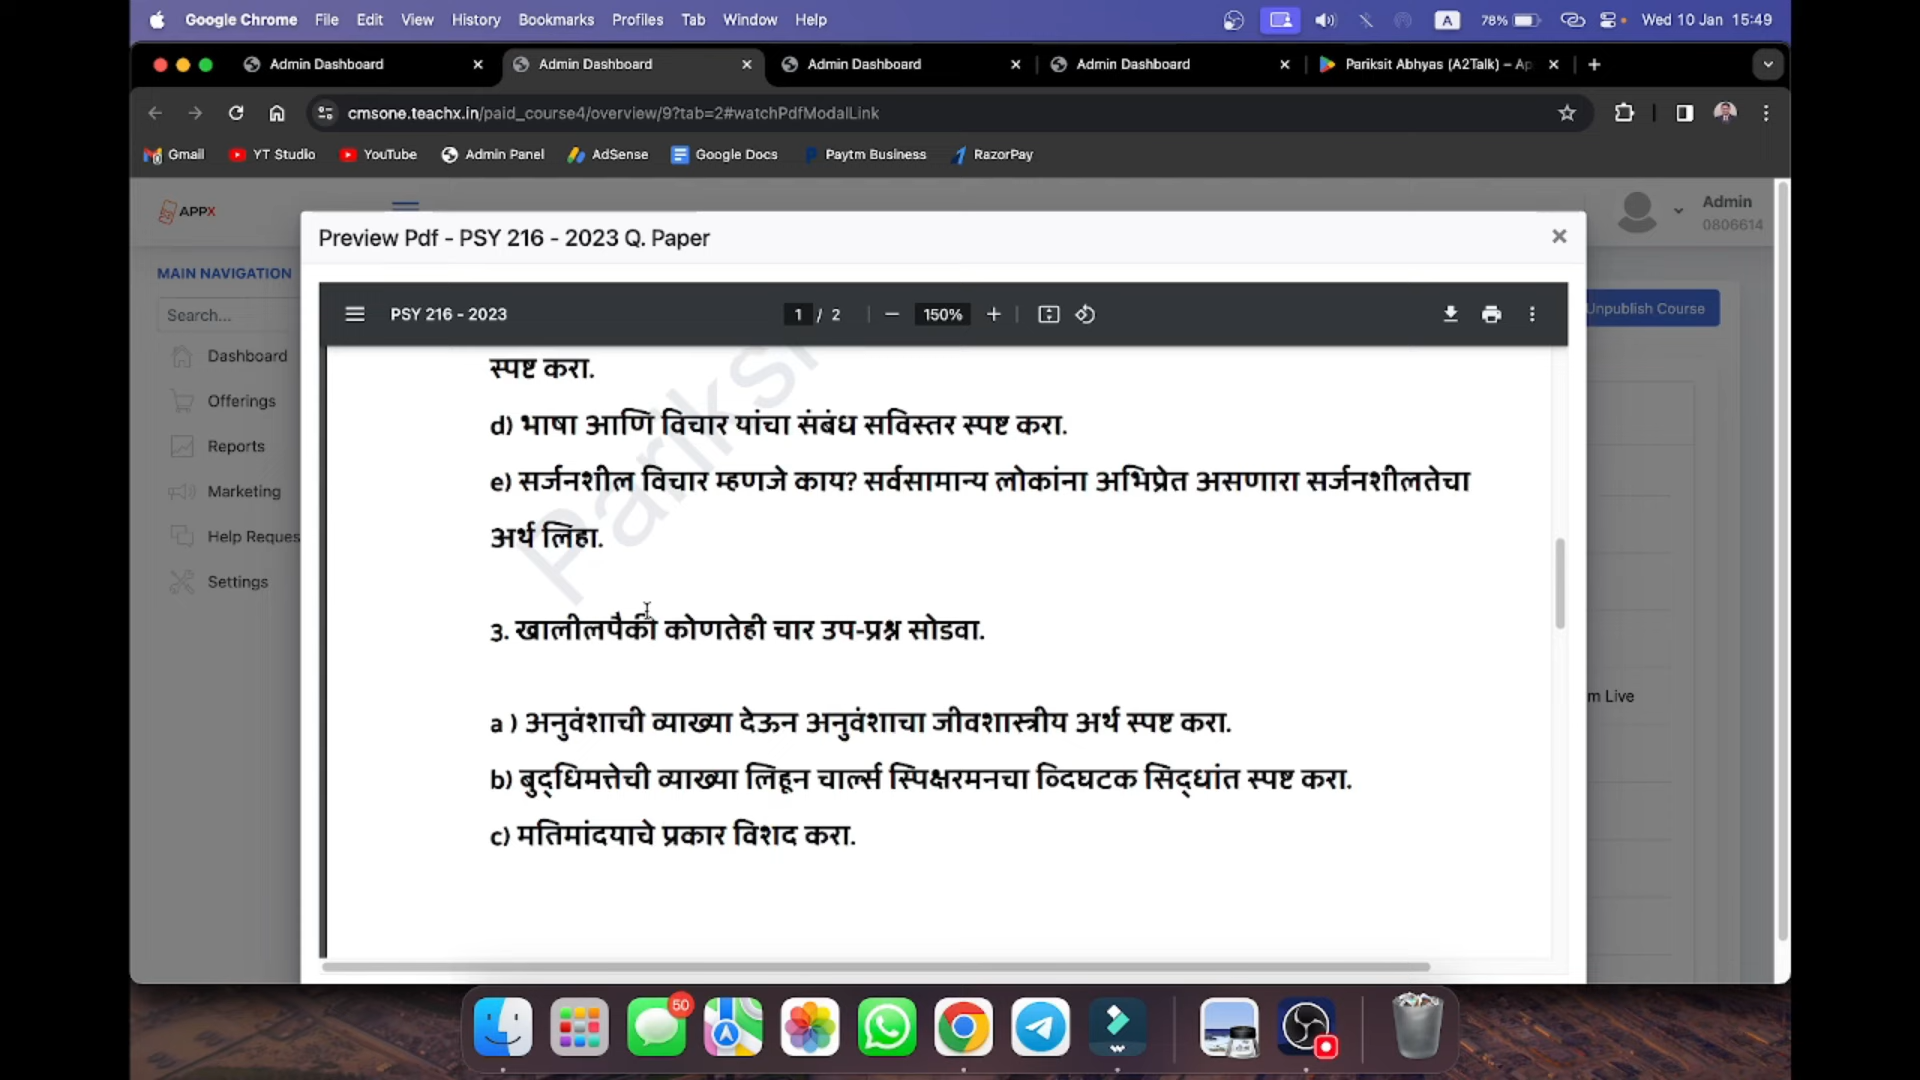 Google Chrome File Edit View History Bookmarks Profiles Tab Window Help A 78% Wed 10 Jan 15:49
Admin Dashboard Admin Dashboard Admin Dashboard Admin Dashboard Pariksit Abhyas (A2Talk) – Ap
cmsone.teachx.in/paid_course4/overview/9?tab=2#watchPdfModalLink
Gmail YT Studio YouTube Admin Panel AdSense Google Docs Paytm Business RazorPay
APPX
Admin
0806614
Preview Pdf - PSY 216 - 2023 Q. Paper
MAIN NAVIGATION
Search...
Unpublish Course
PSY 216 - 2023 1 / 2 150%
Dashboard
Offerings
Reports
Marketing
Help Reques
Settings
स्पष्ट करा.
d) भाषा आणि विचार यांचा संबंध सविस्तर स्पष्ट करा.
e) सर्जनशील विचार म्हणजे काय? सर्वसामान्य लोकांना अभिप्रेत असणारा सर्जनशीलतेचा
अर्थ लिहा.
3. खालीलपैकी कोणतेही चार उप-प्रश्न सोडवा.
m Live
a ) अनुवंशाची व्याख्या देऊन अनुवंशाचा जीवशास्त्रीय अर्थ स्पष्ट करा.
b) बुद्धिमत्तेची व्याख्या लिहून चार्ल्स स्पिक्षरमनचा व्दिघटक सिद्धांत स्पष्ट करा.
c) मतिमांदयाचे प्रकार विशद करा.
Pariks
50